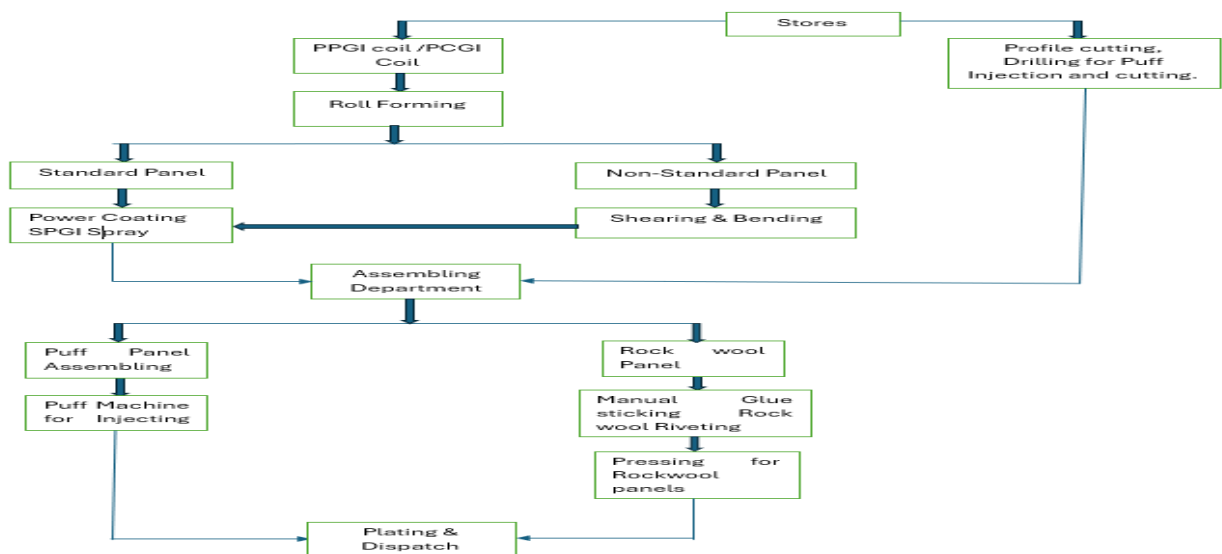 Stores
PPGI coil /PCGI
Coil
Profile cutting,
Drilling for Puff
Injection and cutting.
Roll Forming
Standard Panel
Non-Standard Panel
Power Coating
SPGI Spray
Shearing & Bending
Assembling
Department
Puff Panel
Assembling
Rock wool
Panel
Puff Machine
for Injecting
Manual Glue
sticking Rock
wool Riveting
Pressing for
Rockwool
panels
Plating &
Dispatch